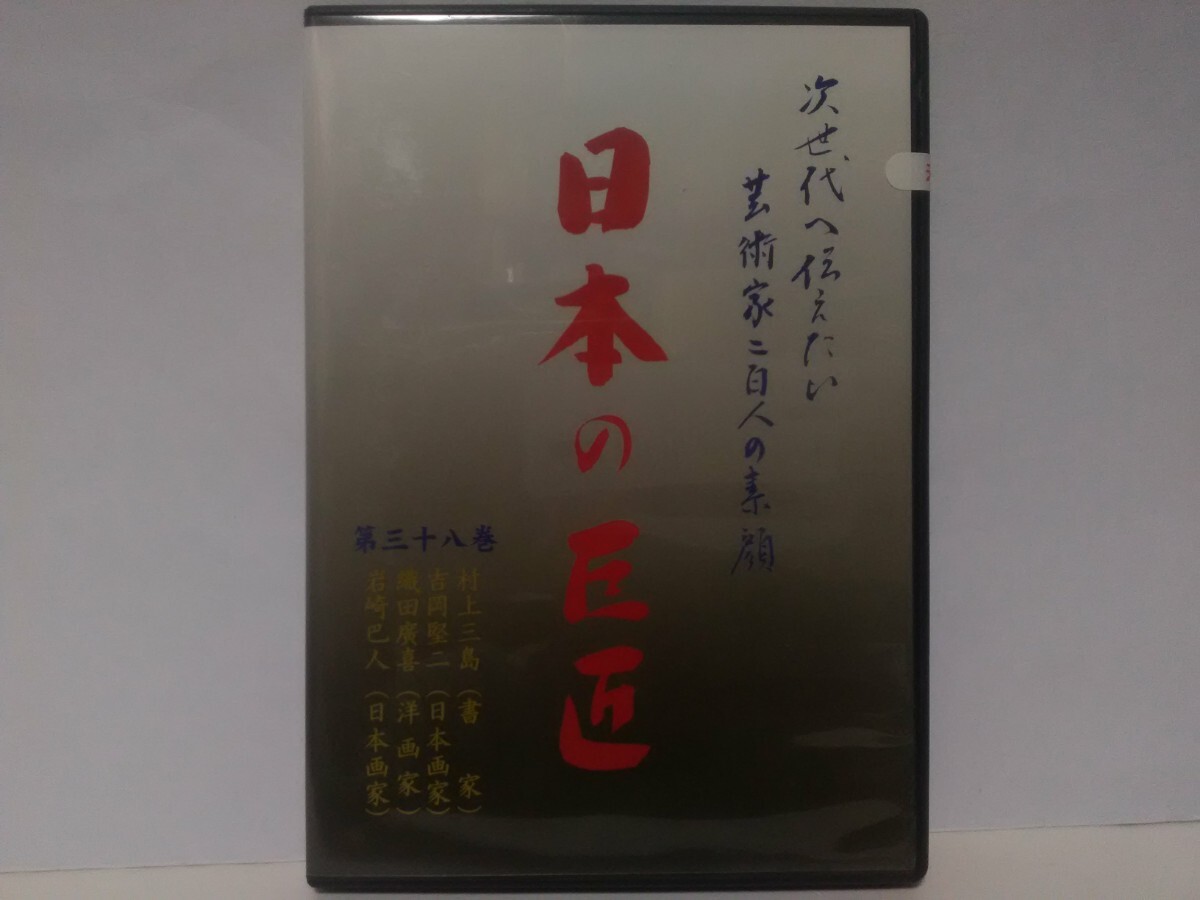 次世代へ伝えたい
芸術家二百人の素顔
日本の巨匠
第三十八巻
村上三島（書　家）
吉岡堅二（日本画家）
織田廣喜（洋画家）
岩崎巴人（日本画家）